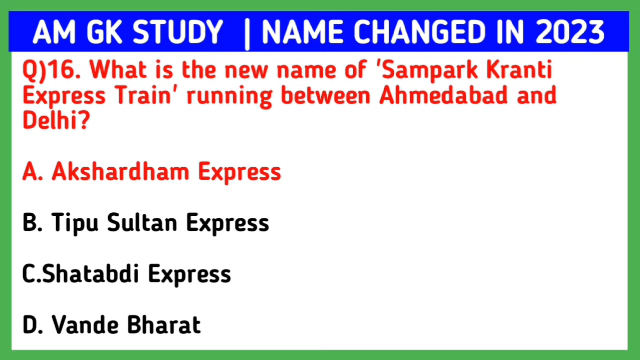 AM GK STUDY | NAME CHANGED IN 2023
Q)16. What is the new name of 'Sampark Kranti
Express Train' running between Ahmedabad and
Delhi?
A. Akshardham Express
B. Tipu Sultan Express
C.Shatabdi Express
D. Vande Bharat